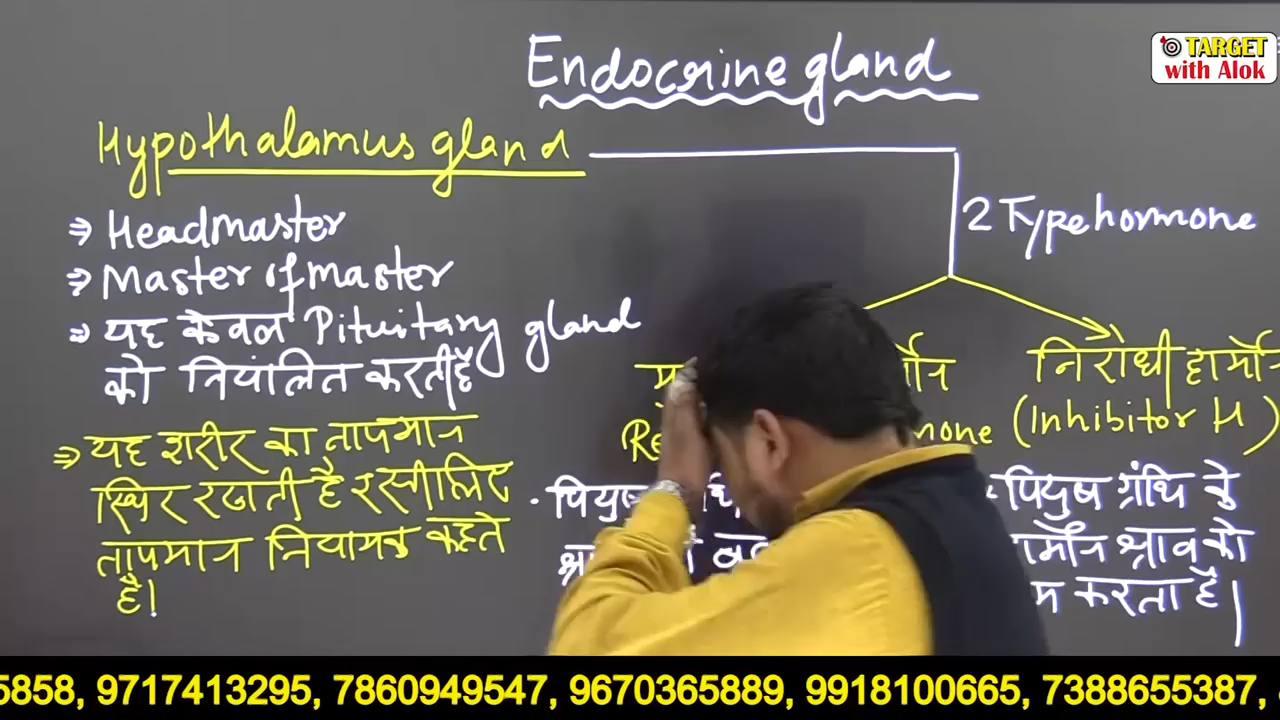 Endocrine gland
TARGET
with Alok
Hypothalamus gland
2 Type hormone
⇒ Headmaster
⇒ Master of master
⇒ यह केवल Pituitary gland
को नियंत्रित करती है
⇒ यह शरीर का तापमान
स्थिर रखती है इसीलिए
तापमान नियामक कहते
है।
निरोधी हार्मो
(Inhibitor H)
· पियुष ग्रंथि के
श्राव को
करता है|
· पियुष
5858, 9717413295, 7860949547, 9670365889, 9918100665, 7388655387,